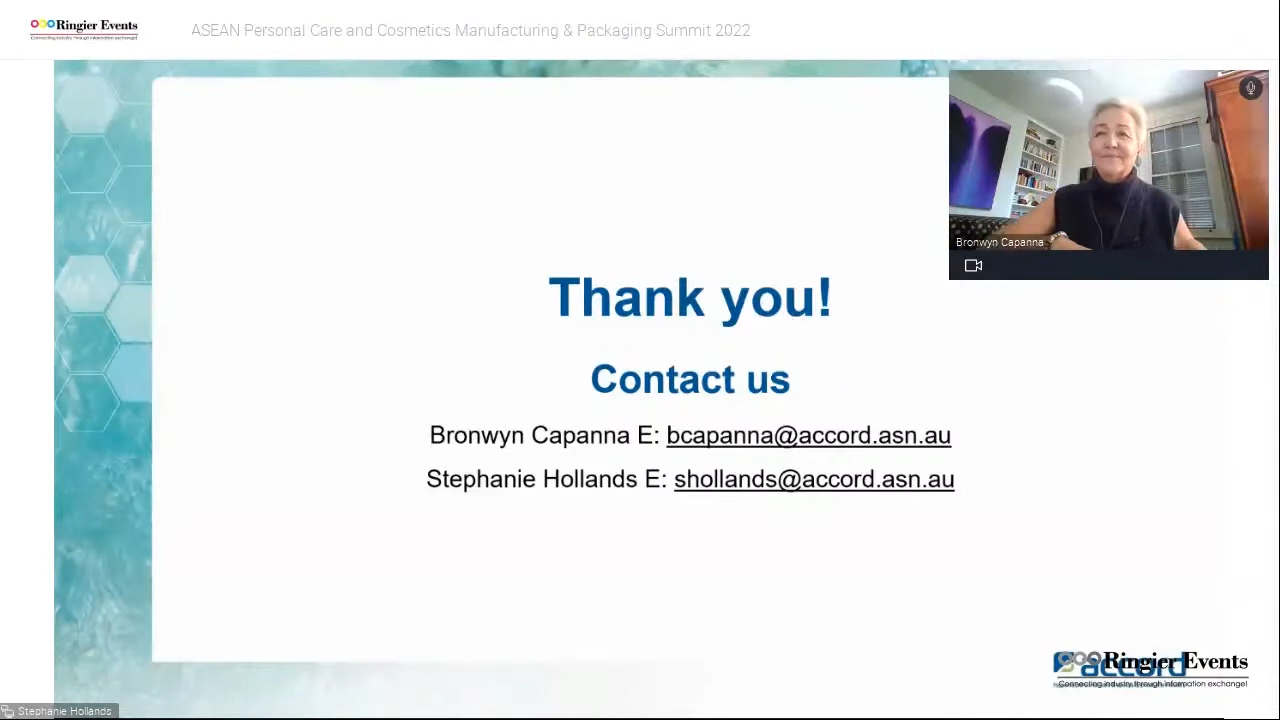 Ringier Events
Connecting industry through information exchange!
ASEAN Personal Care and Cosmetics Manufacturing & Packaging Summit 2022
Bronwyn Capanna
Thank you!
Contact us
Bronwyn Capanna E: bcapanna@accord.asn.au
Stephanie Hollands E: shollands@accord.asn.au
accord
Ringier Events
Connecting industry through information exchange!
Stephanie Hollands